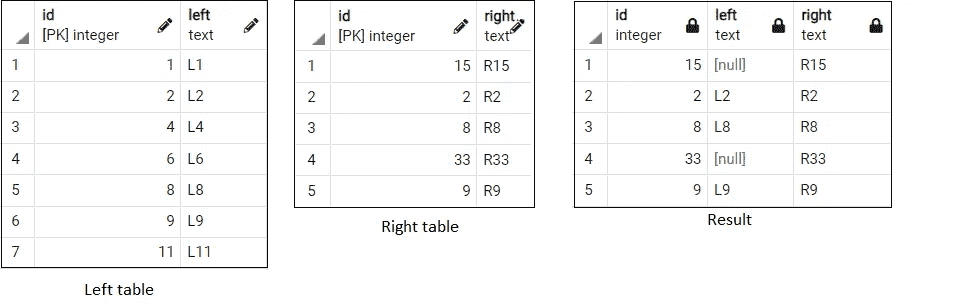 id left
[PK] integer text
1 1 L1
2 2 L2
3 4 L4
4 6 L6
5 8 L8
6 9 L9
7 11 L11
Left table
id right
[PK] integer text
1 15 R15
2 2 R2
3 8 R8
4 33 R33
5 9 R9
Right table
id left right
integer text text
1 15 [null] R15
2 2 L2 R2
3 8 L8 R8
4 33 [null] R33
5 9 L9 R9
Result